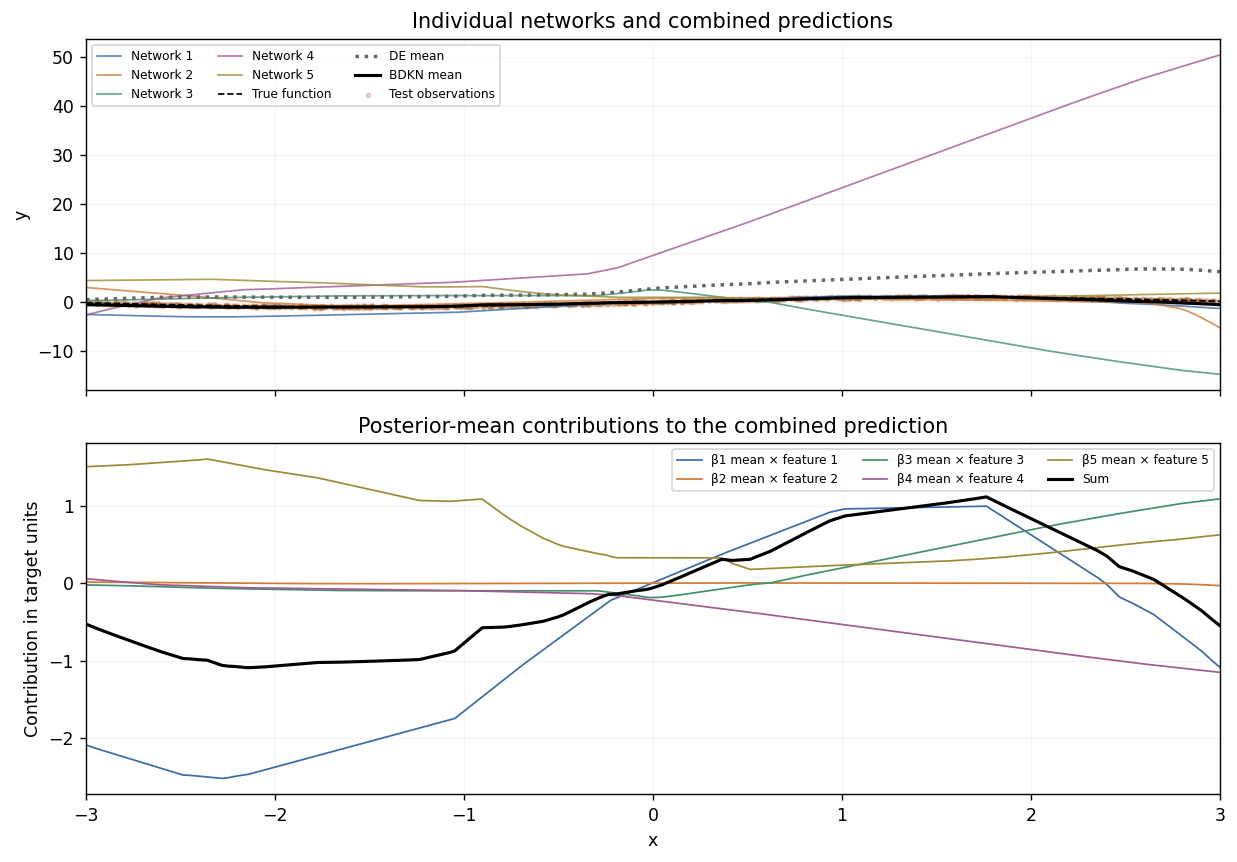 Individual networks and combined predictions
Network 1 Network 4 DE mean
Network 2 Network 5 BDKN mean
Network 3 True function Test observations
50
40
30
20
10
0
−10
y
Posterior-mean contributions to the combined prediction
β1 mean × feature 1 β3 mean × feature 3 β5 mean × feature 5
β2 mean × feature 2 β4 mean × feature 4 Sum
1
0
−1
−2
Contribution in target units
−3 −2 −1 0 1 2 3
x